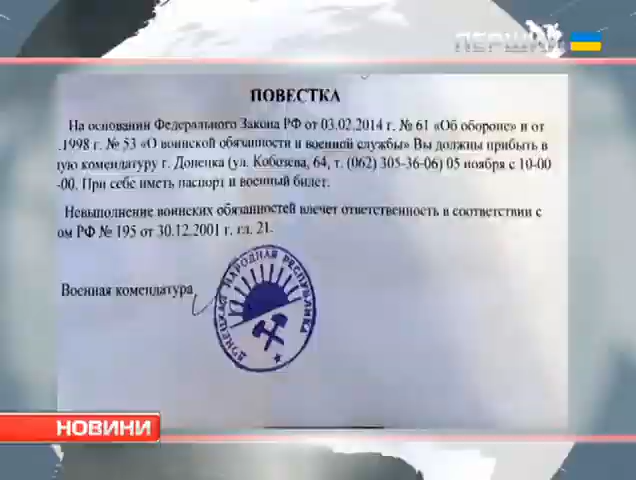 ПЕРШИЙ
ПОВЕСТКА
На основании Федерального Закона РФ от 03.02.2014 г. № 61 «Об обороне» и от
.1998 г. № 53 «О воинской обязанности и военной службы» Вы должны прибыть в
ную комендатуру г. Донецка (ул. Кобозева, 64, т. (062) 305-36-06) 05 ноября с 10-00
-00. При себе иметь паспорт и военный билет.
Невыполнение воинских обязанностей влечет ответственность в соответствии с
ом РФ № 195 от 30.12.2001 г. гл. 21.
Военная комендатура
ДОНЕЦКАЯ НАРОДНАЯ РЕСПУБЛИКА
НОВИНИ